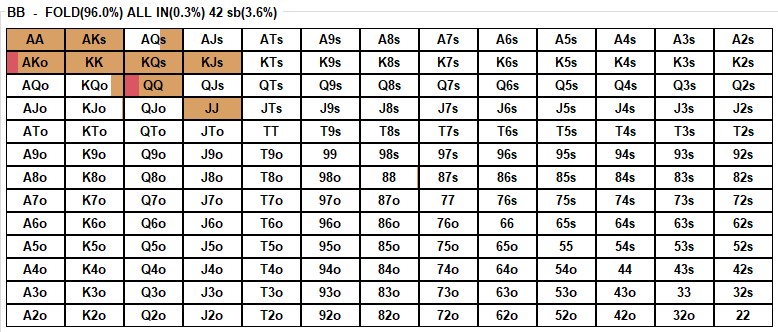 BB - FOLD(96.0%) ALL IN(0.3%) 42 sb(3.6%)
AA AKs AQs AJs ATs A9s A8s A7s A6s A5s A4s A3s A2s
AKo KK KQs KJs KTs K9s K8s K7s K6s K5s K4s K3s K2s
AQo KQo QQ QJs QTs Q9s Q8s Q7s Q6s Q5s Q4s Q3s Q2s
AJo KJo QJo JJ JTs J9s J8s J7s J6s J5s J4s J3s J2s
ATo KTo QTo JTo TT T9s T8s T7s T6s T5s T4s T3s T2s
A9o K9o Q9o J9o T9o 99 98s 97s 96s 95s 94s 93s 92s
A8o K8o Q8o J8o T8o 98o 88 87s 86s 85s 84s 83s 82s
A7o K7o Q7o J7o T7o 97o 87o 77 76s 75s 74s 73s 72s
A6o K6o Q6o J6o T6o 96o 86o 76o 66 65s 64s 63s 62s
A5o K5o Q5o J5o T5o 95o 85o 75o 65o 55 54s 53s 52s
A4o K4o Q4o J4o T4o 94o 84o 74o 64o 54o 44 43s 42s
A3o K3o Q3o J3o T3o 93o 83o 73o 63o 53o 43o 33 32s
A2o K2o Q2o J2o T2o 92o 82o 72o 62o 52o 42o 32o 22